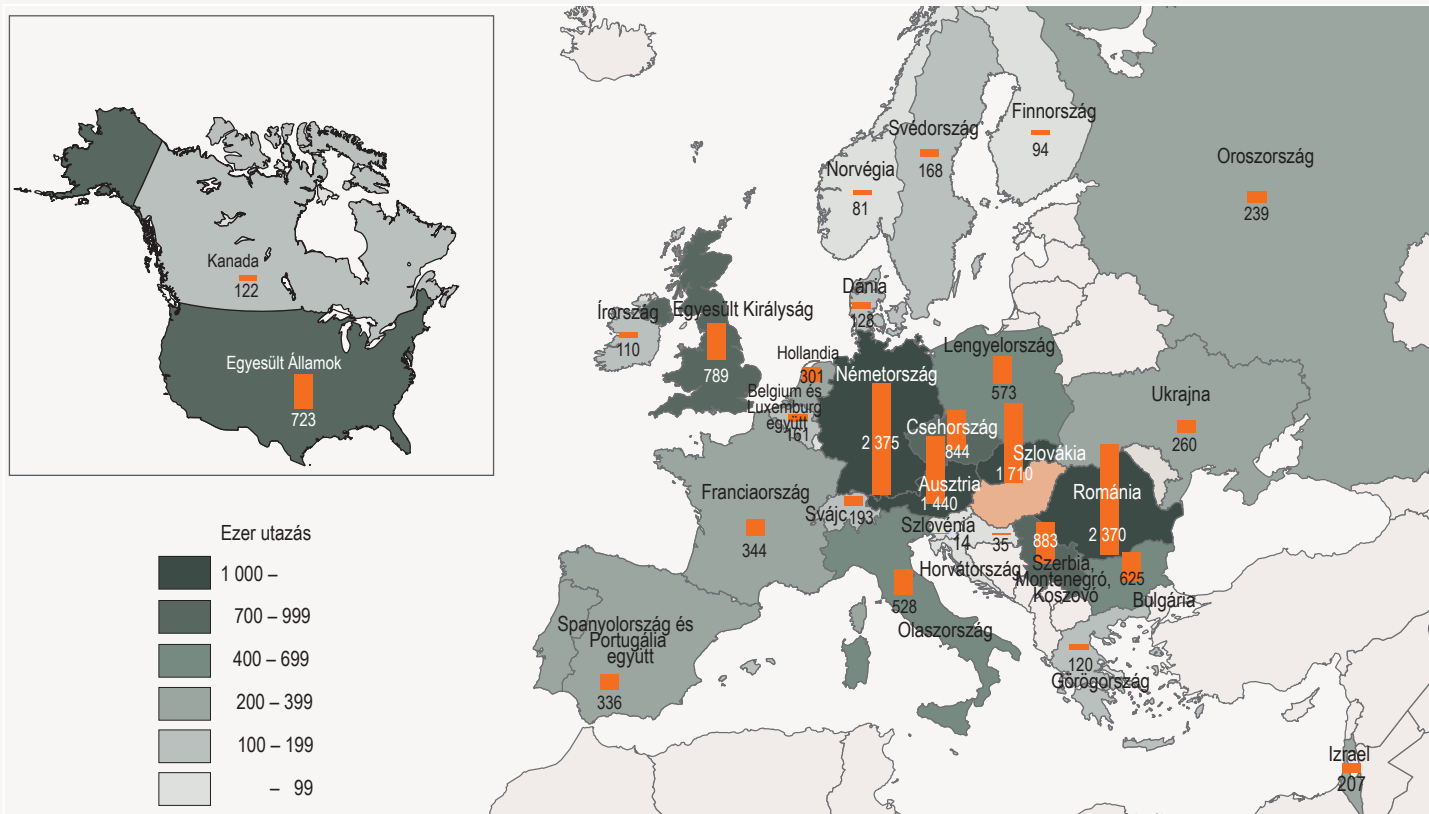 Kanada
122
Egyesült Államok
723
Ezer utazás
1 000 –
700 – 999
400 – 699
200 – 399
100 – 199
– 99
Finnország
94
Svédország
168
Norvégia
81
Oroszország
239
Dánia
128
Írország
110
Egyesült Királyság
789
Hollandia
301
Belgium és
Luxemburg
együtt
161
Németország
2 375
Lengyelország
573
Csehország
844
Ukrajna
260
Szlovákia
1 710
Ausztria
1 440
Románia
2 370
Franciaország
344
Svájc
193
Szlovénia
14
35
Horvátország
883
Szerbia,
Montenegró,
Koszovó
625
Bulgária
528
Olaszország
Spanyolország és
Portugália
együtt
336
120
Görögország
Izrael
207